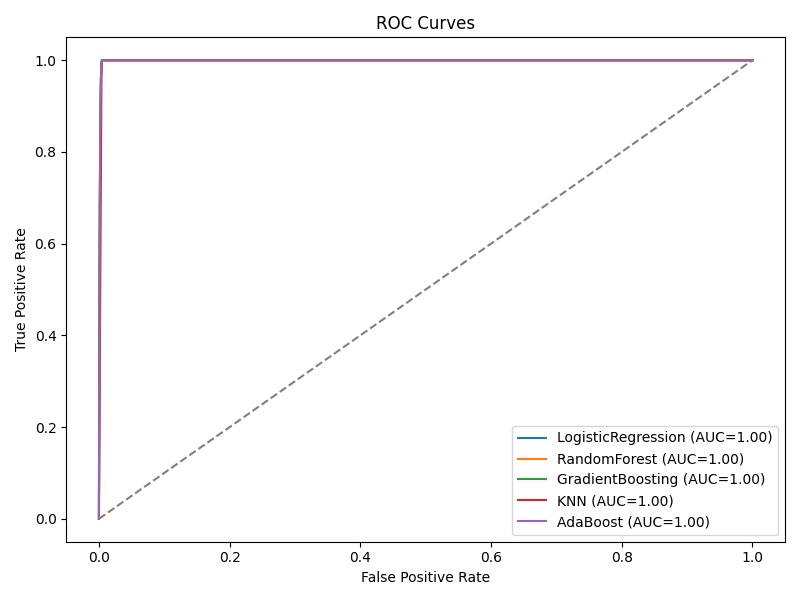 ROC Curves
True Positive Rate
1.0
0.8
0.6
0.4
0.2
0.0
LogisticRegression (AUC=1.00)
RandomForest (AUC=1.00)
GradientBoosting (AUC=1.00)
KNN (AUC=1.00)
AdaBoost (AUC=1.00)
0.0 0.2 0.4 0.6 0.8 1.0
False Positive Rate